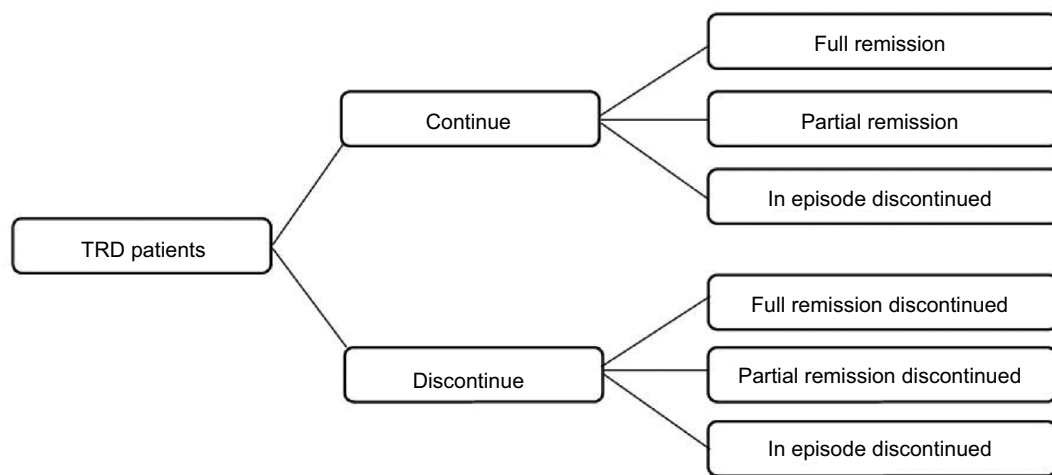 TRD patients
Continue
Full remission
Partial remission
In episode discontinued
Discontinue
Full remission discontinued
Partial remission discontinued
In episode discontinued